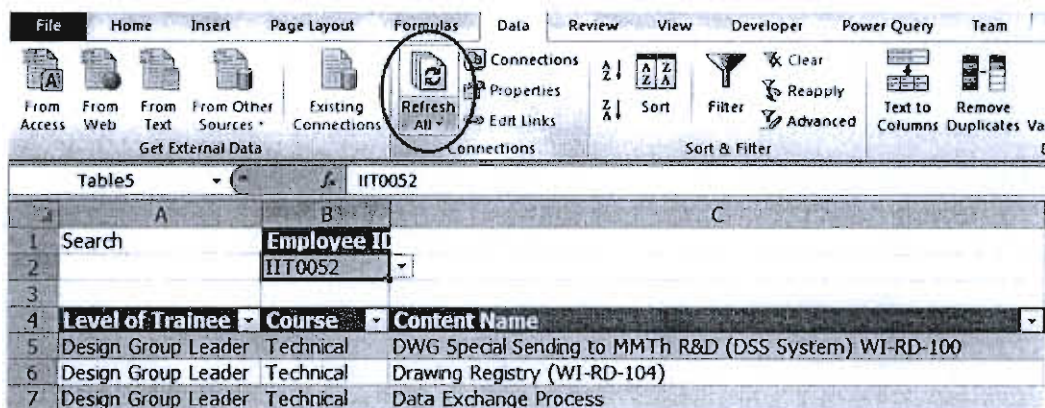 File Home Insert Page Layout Formulas Data Review View Developer Power Query Team
Connections Clear
Properties Reapply
From Access From Web From Text From Other Sources Existing Connections Refresh All Edit Links Sort Filter Advanced Text to Columns Remove Duplicates Va
Get External Data Connections Sort & Filter
Table5 fx IIT0052
A B C
1 Search Employee ID
2 IIT0052
3
4 Level of Trainee Course Content Name
5 Design Group Leader Technical DWG Special Sending to MMTh R&D (DSS System) WI-RD-100
6 Design Group Leader Technical Drawing Registry (WI-RD-104)
7 Design Group Leader Technical Data Exchange Process